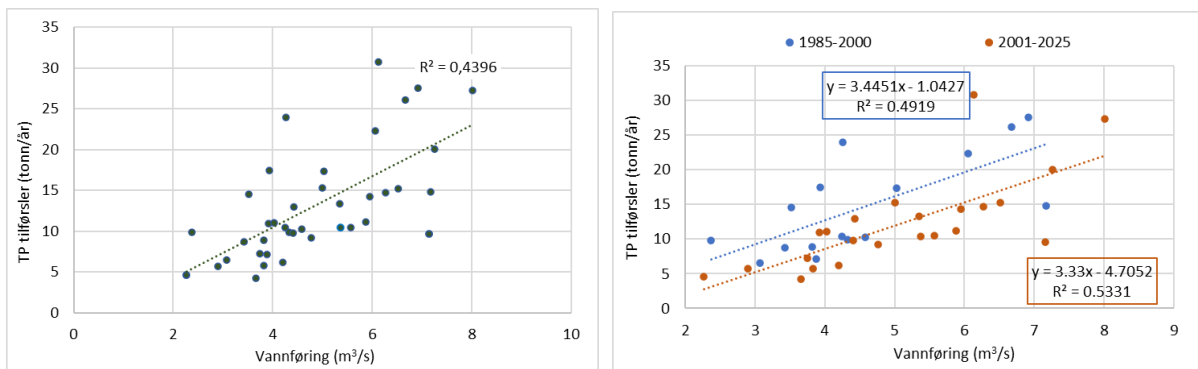 35
30
25
20
15
10
5
0
TP tilførsler (tonn/år)
R² = 0,4396
0 2 4 6 8 10
Vannføring (m³/s)
1985-2000 2001-2025
35
30
25
20
15
10
5
0
TP tilførsler (tonn/år)
y = 3.4451x - 1.0427
R² = 0.4919
y = 3.33x - 4.7052
R² = 0.5331
2 3 4 5 6 7 8 9
Vannføring (m³/s)